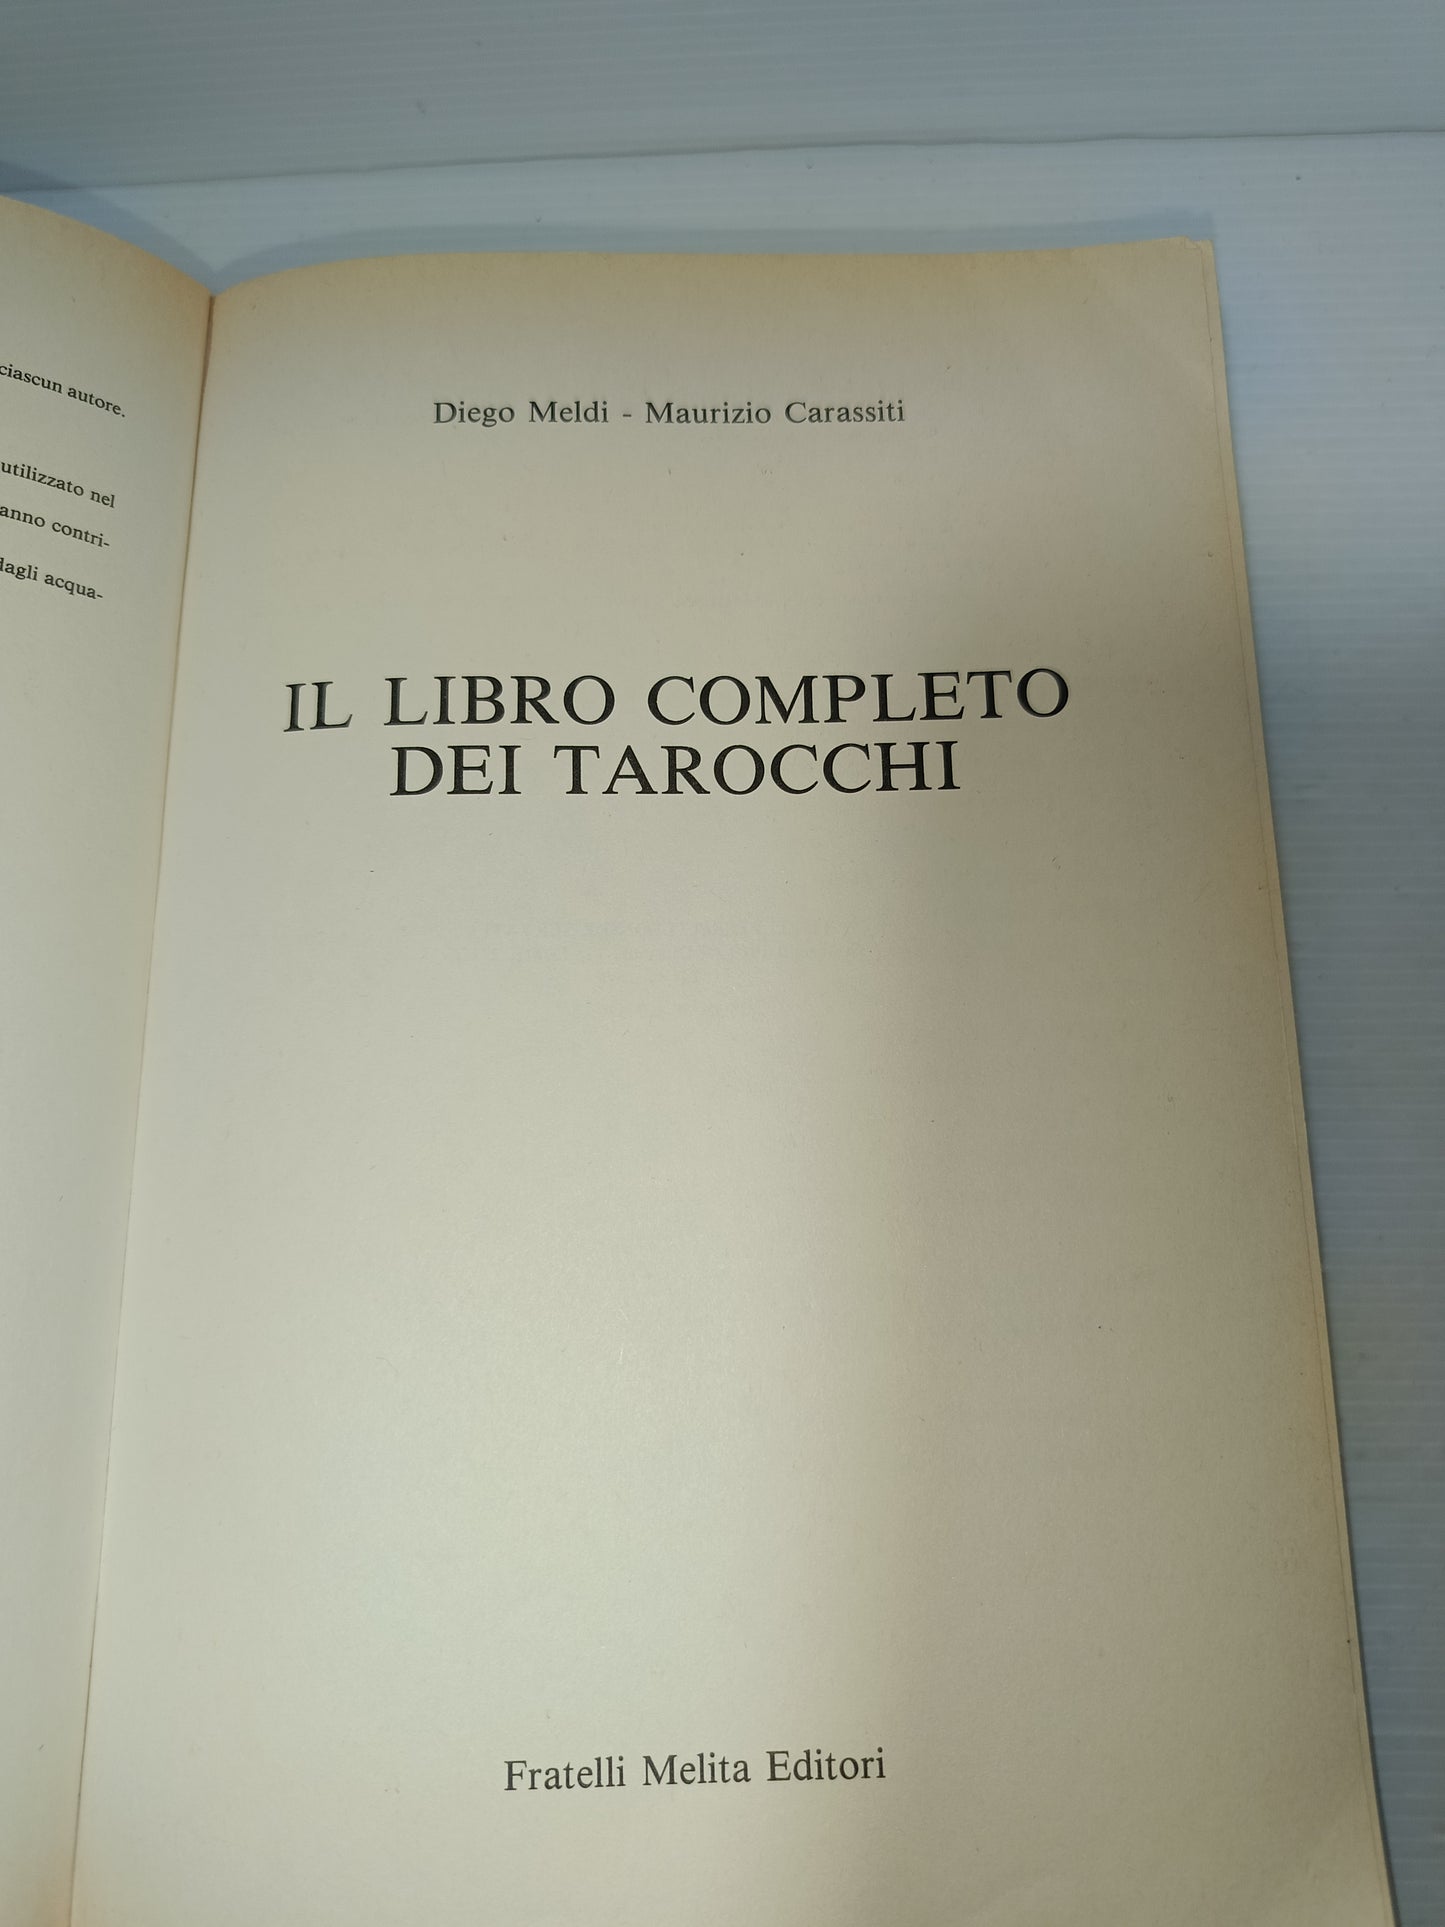 ciascun autore.
utilizzato nel
anno contri-
dagli acqua-
Diego Meldi - Maurizio Carassiti
IL LIBRO COMPLETO
DEI TAROCCHI
Fratelli Melita Editori